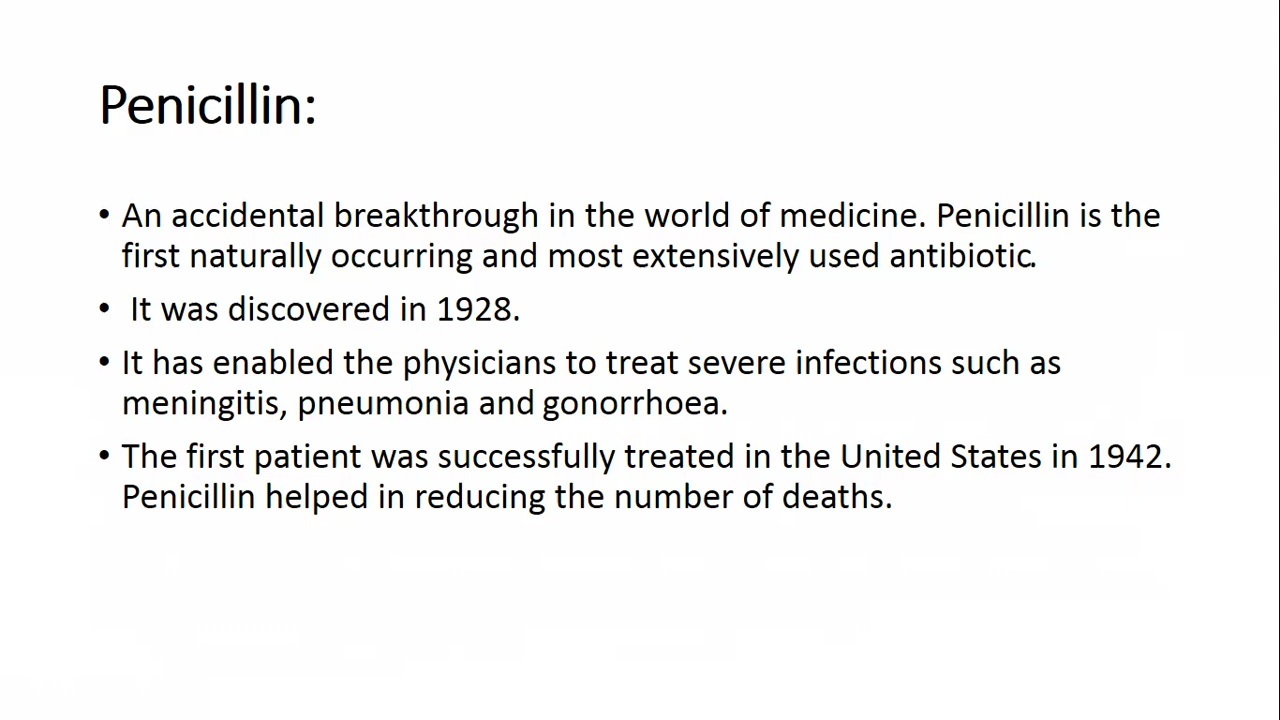 Penicillin:
• An accidental breakthrough in the world of medicine. Penicillin is the
first naturally occurring and most extensively used antibiotic.
• It was discovered in 1928.
• It has enabled the physicians to treat severe infections such as
meningitis, pneumonia and gonorrhoea.
• The first patient was successfully treated in the United States in 1942.
Penicillin helped in reducing the number of deaths.